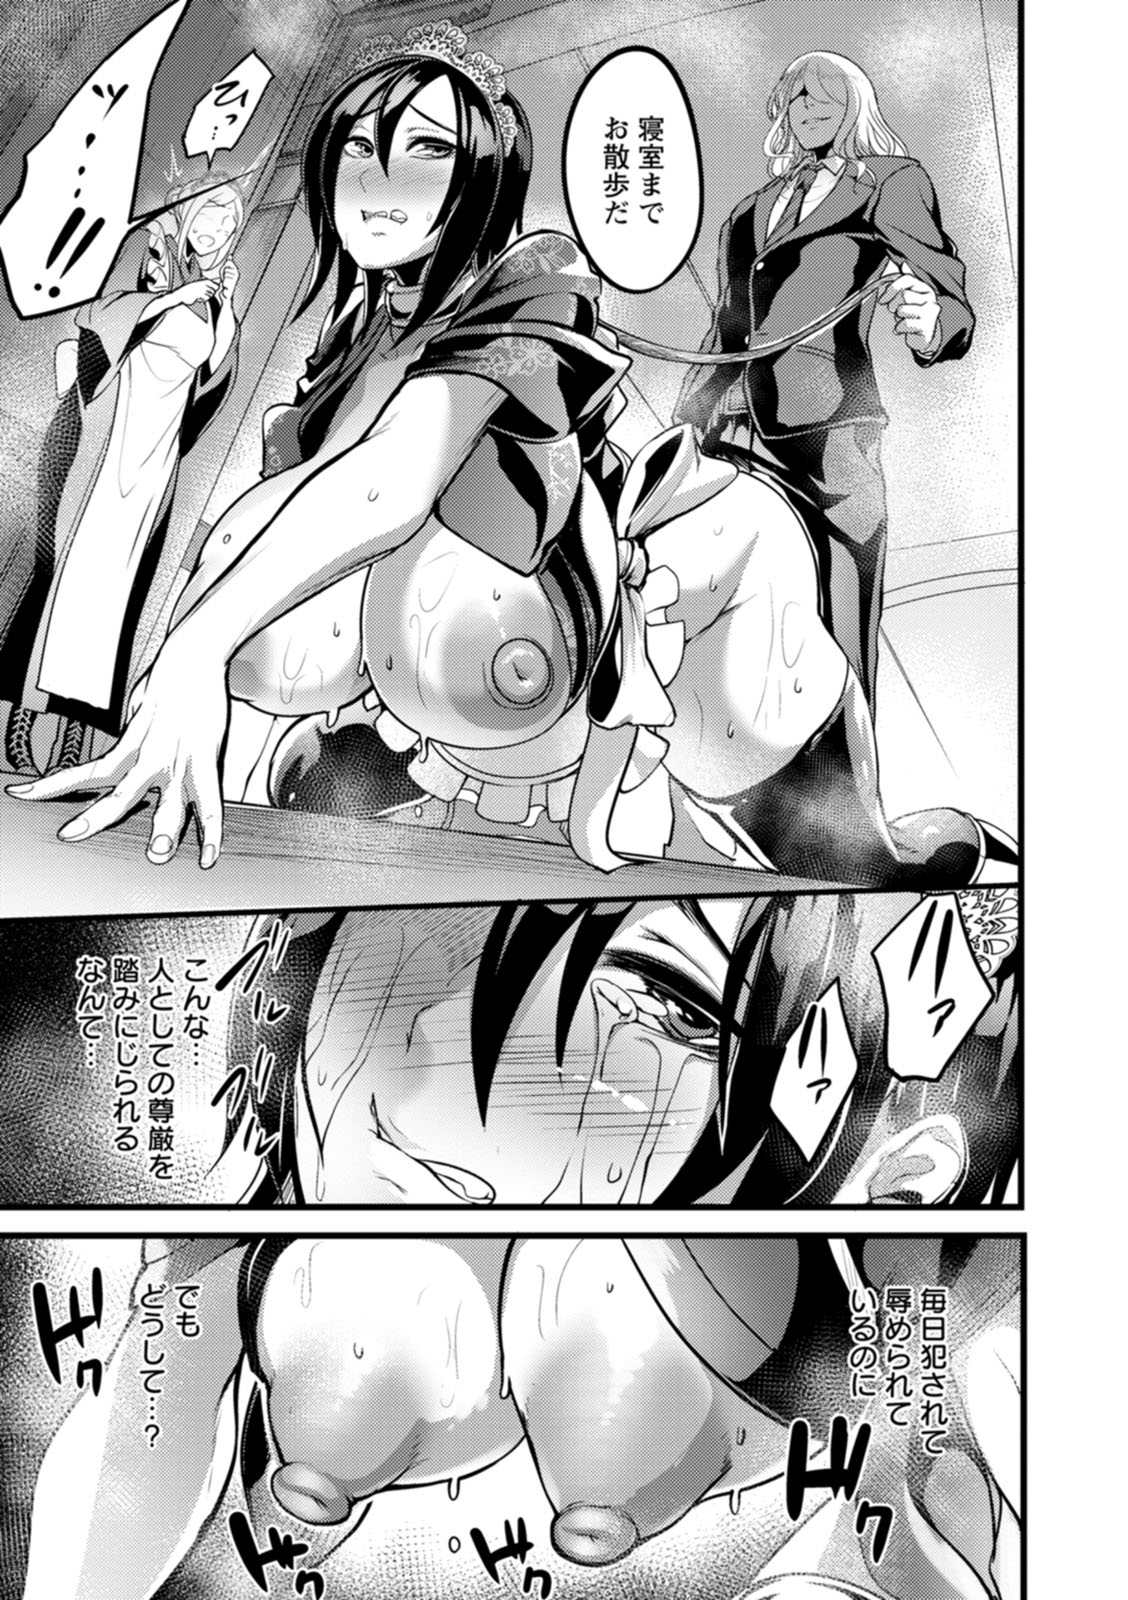 寝室まで
お散歩だ
ひっ…
…ッ!!
ハァ
ハァ
ブル
ブル
こんな…
人としての尊厳を
踏みにじられる
なんて…
毎日犯されて
辱められて
いるのに
でも
どうして…?
ドク
ドク
ドク
ドク